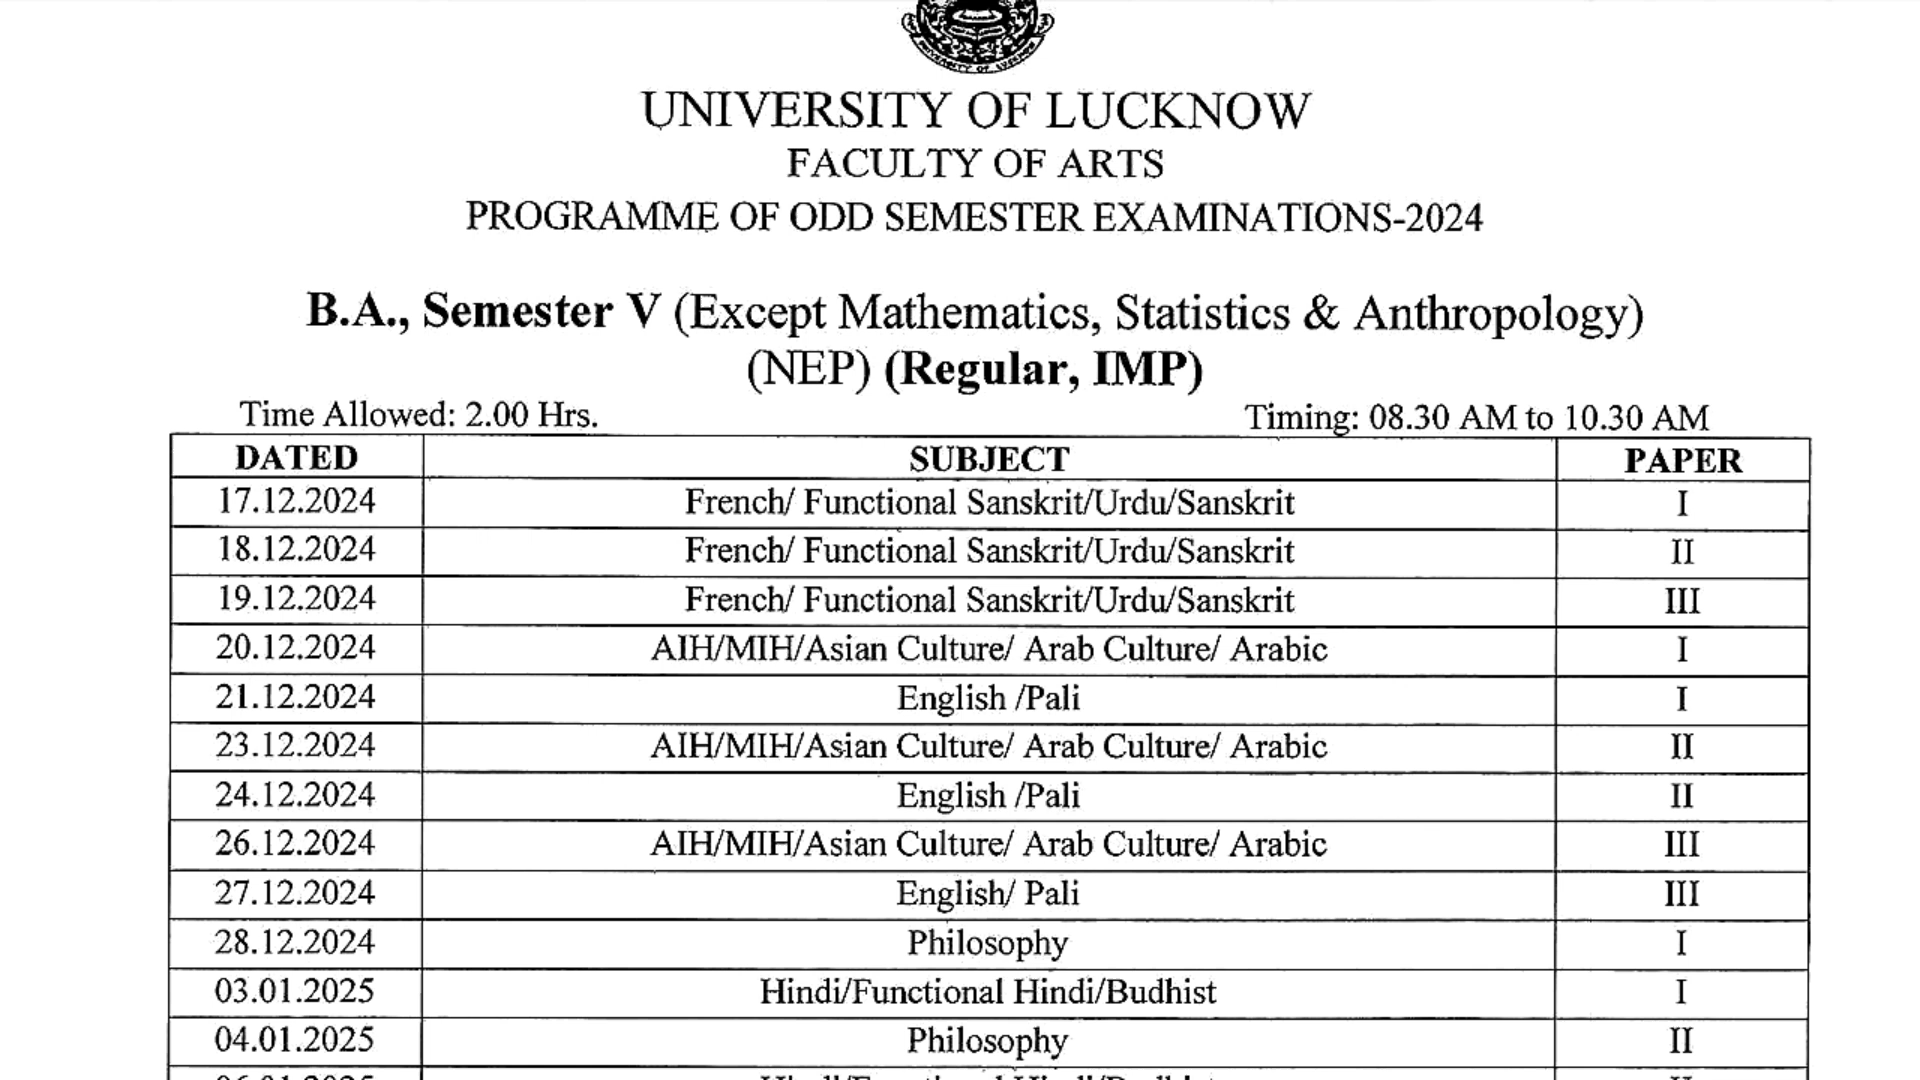 UNIVERSITY OF LUCKNOW
UNIVERSITY OF LUCKNOW
FACULTY OF ARTS
PROGRAMME OF ODD SEMESTER EXAMINATIONS-2024
B.A., Semester V (Except Mathematics, Statistics & Anthropology)
(NEP) (Regular, IMP)
Time Allowed: 2.00 Hrs. Timing: 08.30 AM to 10.30 AM
DATED SUBJECT PAPER
17.12.2024 French/ Functional Sanskrit/Urdu/Sanskrit I
18.12.2024 French/ Functional Sanskrit/Urdu/Sanskrit II
19.12.2024 French/ Functional Sanskrit/Urdu/Sanskrit III
20.12.2024 AIH/MIH/Asian Culture/ Arab Culture/ Arabic I
21.12.2024 English /Pali I
23.12.2024 AIH/MIH/Asian Culture/ Arab Culture/ Arabic II
24.12.2024 English /Pali II
26.12.2024 AIH/MIH/Asian Culture/ Arab Culture/ Arabic III
27.12.2024 English/ Pali III
28.12.2024 Philosophy I
03.01.2025 Hindi/Functional Hindi/Budhist I
04.01.2025 Philosophy II